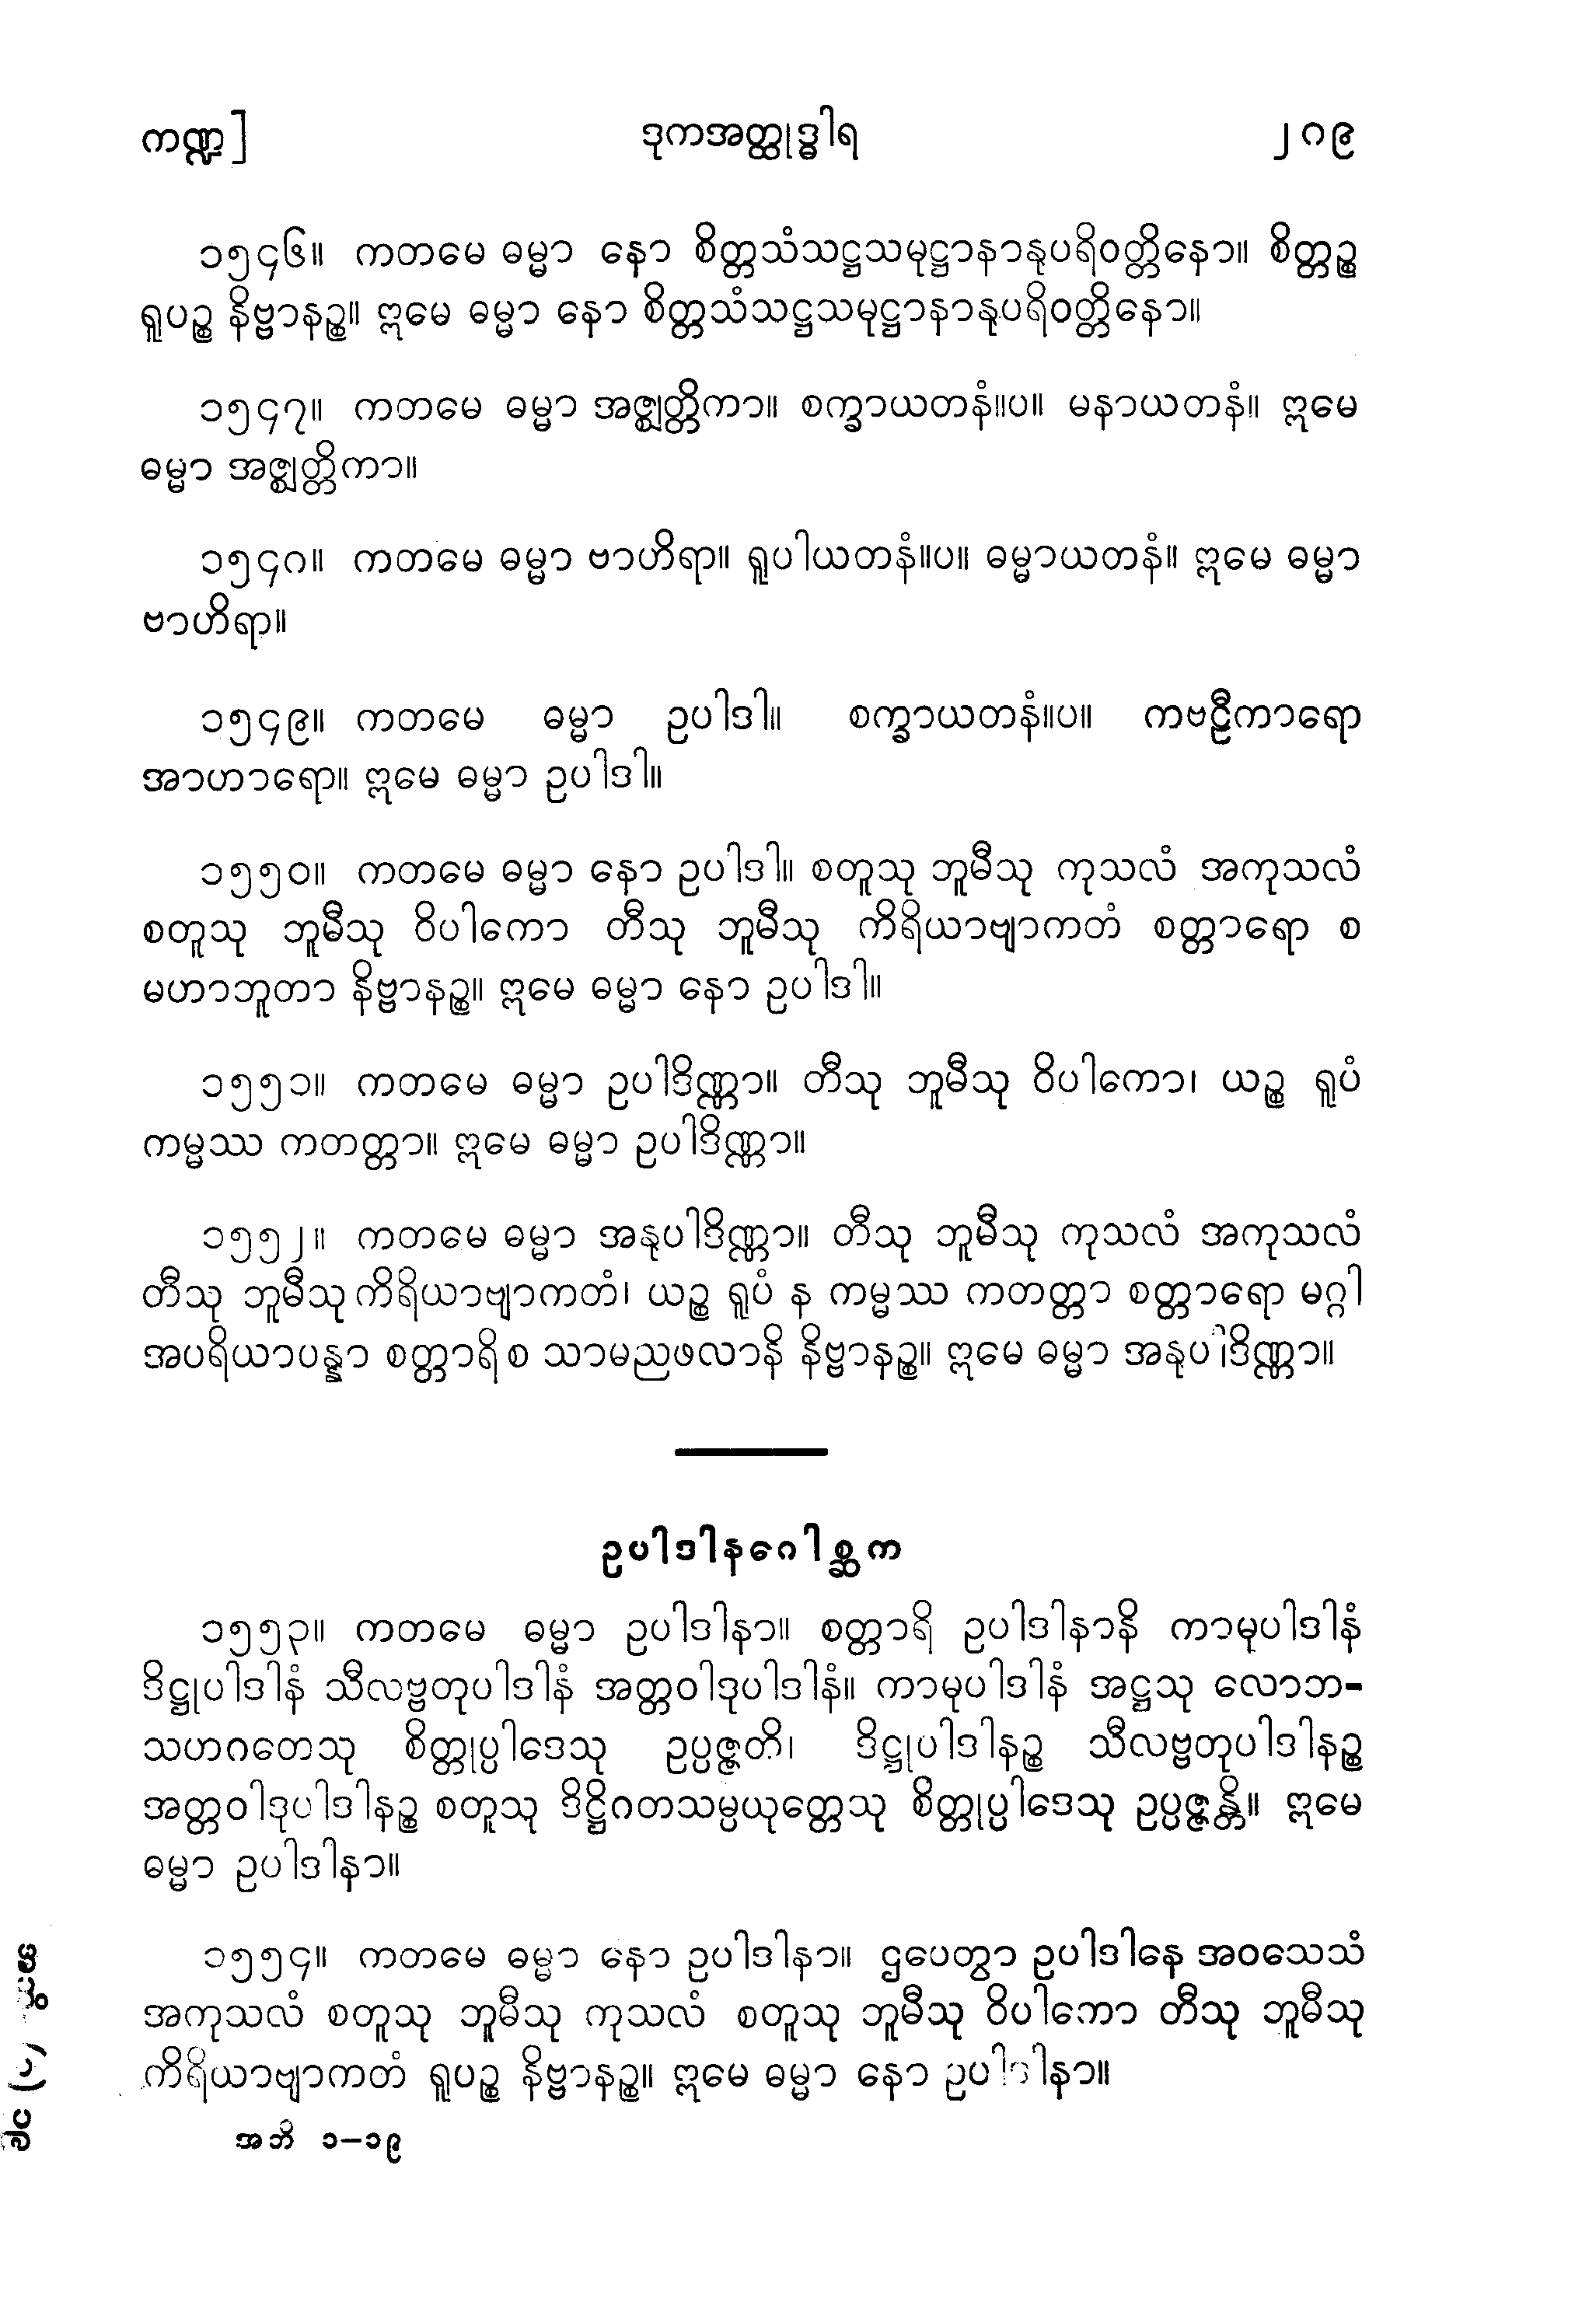 ကဏ္ဍ] ဒုကအတ္ထုဒ္ဓါရ ၂၈၉
၁၅၄၆။ ကတမေ ဓမ္မာ နော စိတ္တသံသဋ္ဌသမုဋ္ဌာနာနုပရိဝတ္တိနော။ စိတ္တဉ္စ
ရူပဉ္စ နိဗ္ဗာနဉ္စ။ ဣမေ ဓမ္မာ နော စိတ္တသံသဋ္ဌသမုဋ္ဌာနာနုပရိဝတ္တိနော။
၁၅၄၇။ ကတမေ ဓမ္မာ အဇ္ဈတ္တိကာ။ စက္ခာယတနံ။ပ။ မနာယတနံ။ ဣမေ
ဓမ္မာ အဇ္ဈတ္တိကာ။
၁၅၄၈။ ကတမေ ဓမ္မာ ဗာဟိရာ။ ရူပါယတနံ။ပ။ ဓမ္မာယတနံ။ ဣမေ ဓမ္မာ
ဗာဟိရာ။
၁၅၄၉။ ကတမေ ဓမ္မာ ဥပါဒါ။ စက္ခာယတနံ။ပ။ ကဗဠီကာရော
အာဟာရော။ ဣမေ ဓမ္မာ ဥပါဒါ။
၁၅၅၀။ ကတမေ ဓမ္မာ နော ဥပါဒါ။ စတူသု ဘူမီသု ကုသလံ အကုသလံ
စတူသု ဘူမီသု ဝိပါကော တီသု ဘူမီသု ကိရိယာဗျာကတံ စတ္တာရော စ
မဟာဘူတာ နိဗ္ဗာနဉ္စ။ ဣမေ ဓမ္မာ နော ဥပါဒါ။
၁၅၅၁။ ကတမေ ဓမ္မာ ဥပါဒိဏ္ဏာ။ တီသု ဘူမီသု ဝိပါကော၊ ယဉ္စ ရူပံ
ကမ္မဿ ကတတ္တာ။ ဣမေ ဓမ္မာ ဥပါဒိဏ္ဏာ။
၁၅၅၂။ ကတမေ ဓမ္မာ အနုပါဒိဏ္ဏာ။ တီသု ဘူမီသု ကုသလံ အကုသလံ
တီသု ဘူမီသု ကိရိယာဗျာကတံ၊ ယဉ္စ ရူပံ န ကမ္မဿ ကတတ္တာ စတ္တာရော မဂ္ဂါ
အပရိယာပန္နာ စတ္တာရိ စ သာမညဖလာနိ နိဗ္ဗာနဉ္စ။ ဣမေ ဓမ္မာ အနုပါဒိဏ္ဏာ။
ဥပါဒါနဂေါစ္ဆက
၁၅၅၃။ ကတမေ ဓမ္မာ ဥပါဒါနာ။ စတ္တာရိ ဥပါဒါနာနိ ကာမုပါဒါနံ
ဒိဋ္ဌုပါဒါနံ သီလဗ္ဗတုပါဒါနံ အတ္တဝါဒုပါဒါနံ။ ကာမုပါဒါနံ အဋ္ဌသု လောဘ-
သဟဂတေသု စိတ္တုပ္ပါဒေသု ဥပ္ပဇ္ဇတိ၊ ဒိဋ္ဌုပါဒါနဉ္စ သီလဗ္ဗတုပါဒါနဉ္စ
အတ္တဝါဒုပါဒါနဉ္စ စတူသု ဒိဋ္ဌိဂတသမ္ပယုတ္တေသု စိတ္တုပ္ပါဒေသု ဥပ္ပဇ္ဇန္တိ။ ဣမေ
ဓမ္မာ ဥပါဒါနာ။
၁၅၅၄။ ကတမေ ဓမ္မာ နော ဥပါဒါနာ။ ဌပေတွာ ဥပါဒါနေ အဝသေသံ
အကုသလံ စတူသု ဘူမီသု ကုသလံ စတူသု ဘူမီသု ဝိပါကော တီသု ဘူမီသု
ကိရိယာဗျာကတံ ရူပဉ္စ နိဗ္ဗာနဉ္စ။ ဣမေ ဓမ္မာ နော ဥပါဒါနာ။
အဘိ ၁–၁၉